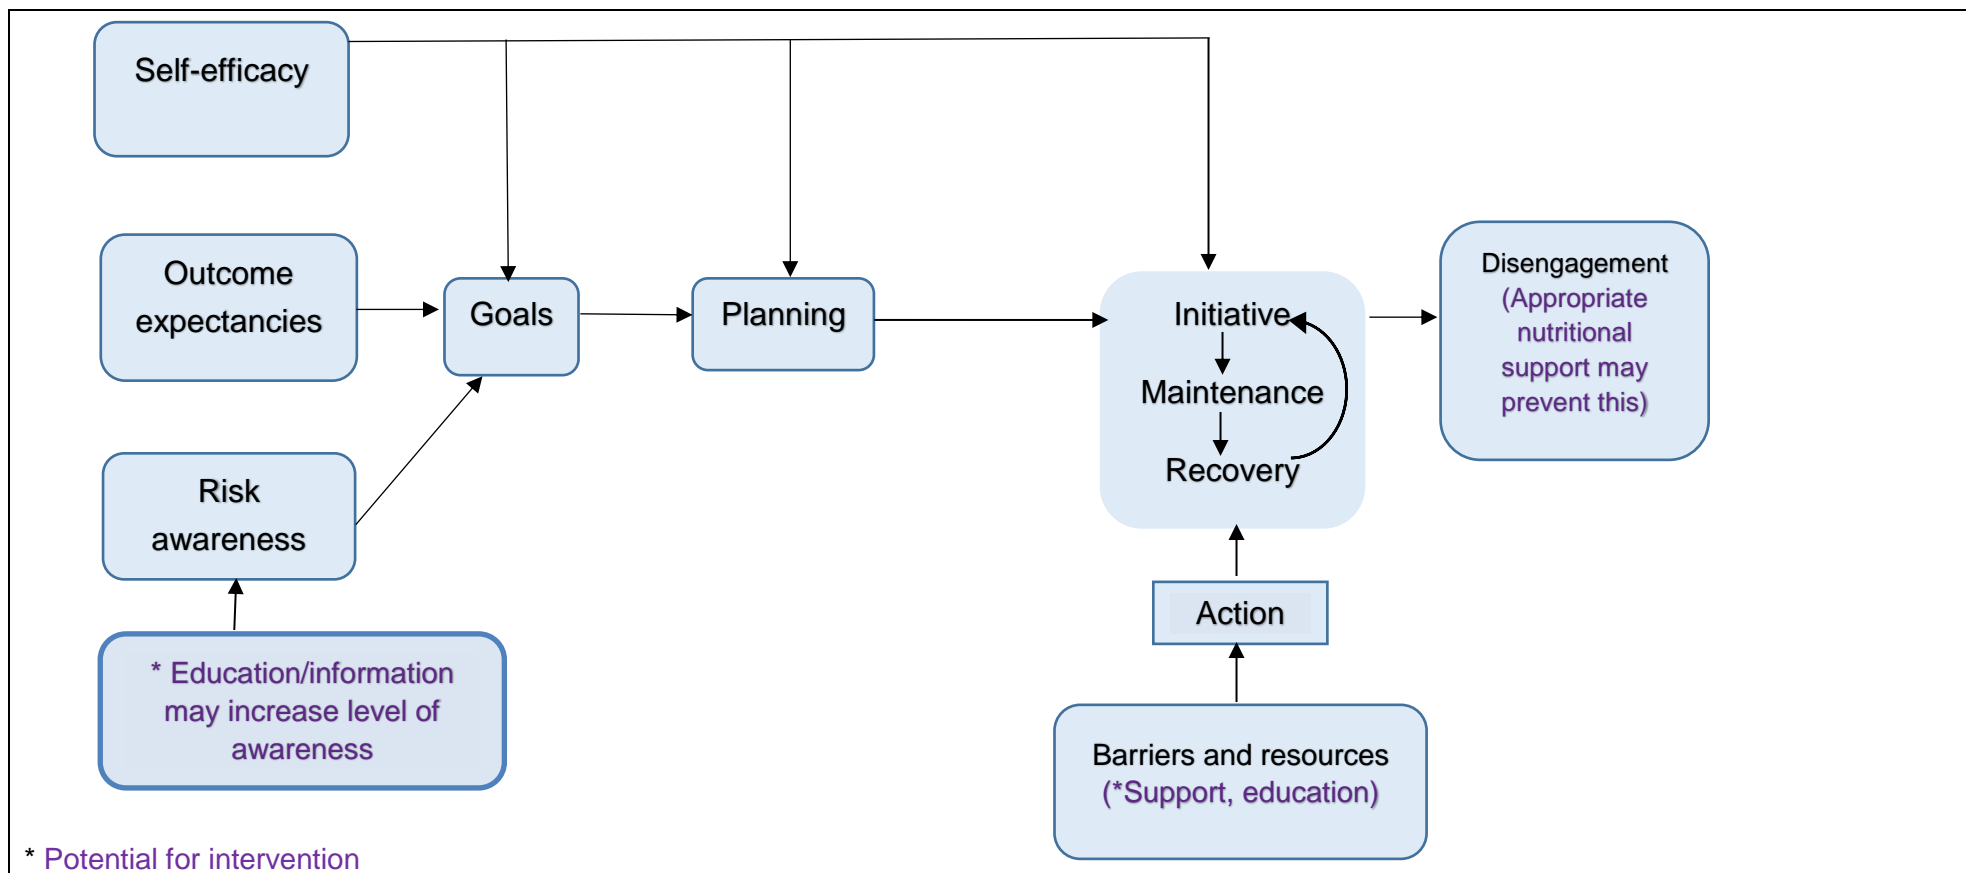 Self-efficacy
Outcome
expectancies
Goals
Planning
Initiative
Maintenance
Recovery
Disengagement
(Appropriate
nutritional
support may
prevent this)
Risk
awareness
Action
* Education/information
may increase level of
awareness
Barriers and resources
(*Support, education)
* Potential for intervention